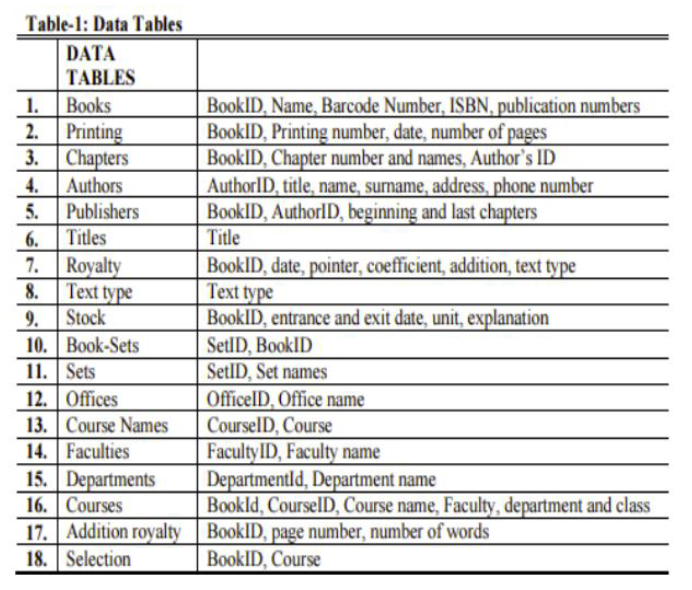 Table-1: Data Tables
DATA
TABLES
1. Books BookID, Name, Barcode Number, ISBN, publication numbers
2. Printing BookID, Printing number, date, number of pages
3. Chapters BookID, Chapter number and names, Author's ID
4. Authors AuthorID, title, name, surname, address, phone number
5. Publishers BookID, AuthorID, beginning and last chapters
6. Titles Title
7. Royalty BookID, date, pointer, coefficient, addition, text type
8. Text type Text type
9. Stock BookID, entrance and exit date, unit, explanation
10. Book-Sets SetID, BookID
11. Sets SetID, Set names
12. Offices OfficeID, Office name
13. Course Names CourseID, Course
14. Faculties FacultyID, Faculty name
15. Departments DepartmentId, Department name
16. Courses BookId, CourseID, Course name, Faculty, department and class
17. Addition royalty BookID, page number, number of words
18. Selection BookID, Course